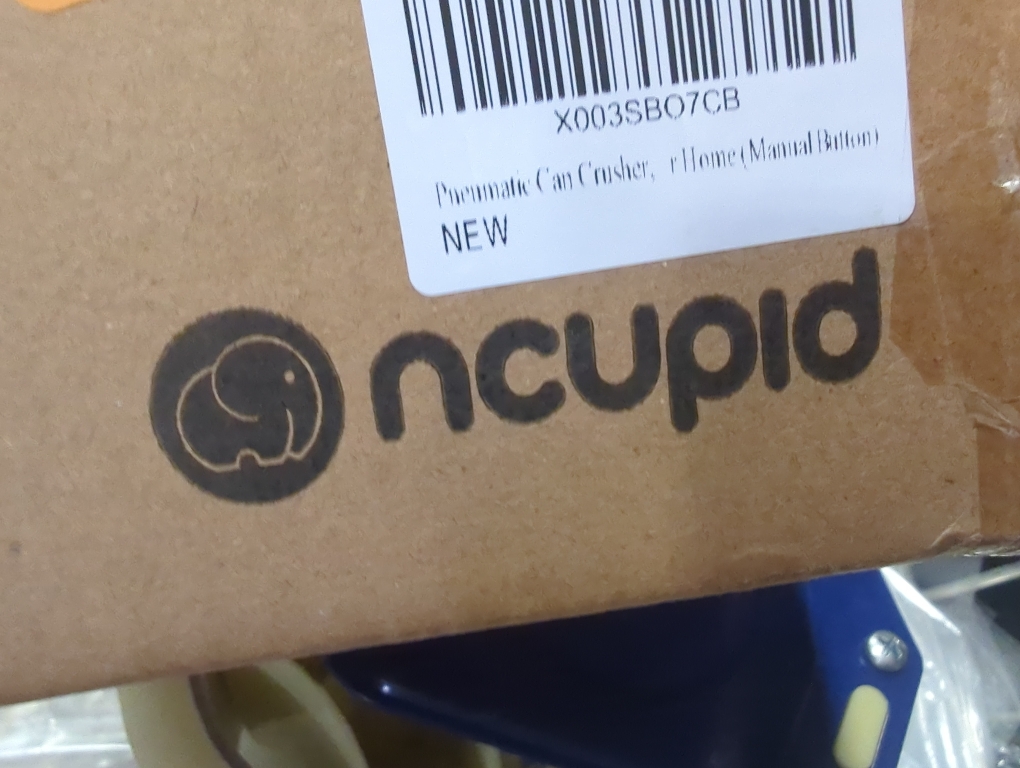 X003SBO7CB
Pneumatic Can Crusher, r Home (Manual Button)
NEW
ncupid